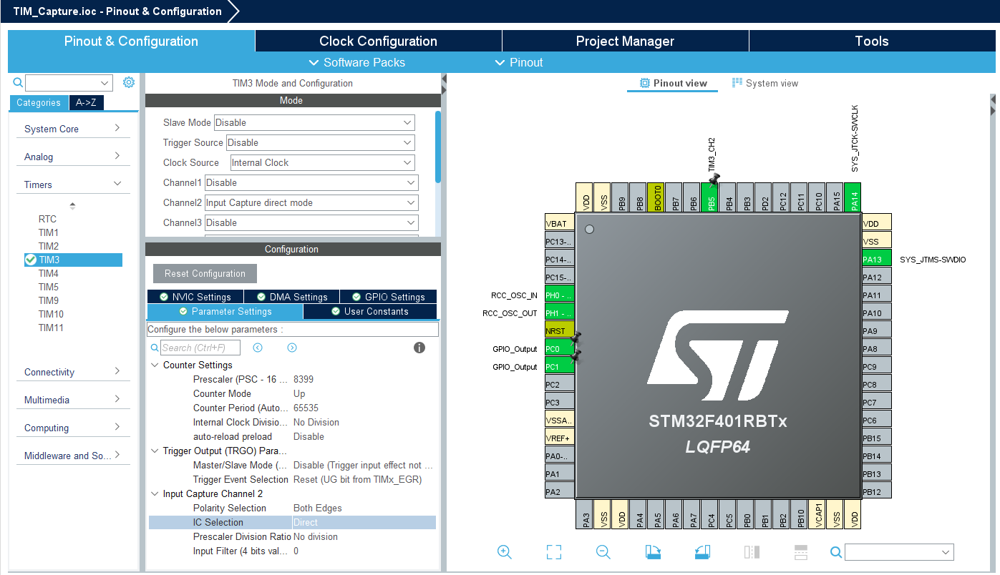 TIM_Capture.ioc - Pinout & Configuration
Pinout & Configuration
Clock Configuration
Project Manager
Tools
Software Packs
Pinout
Categories
A->Z
System Core
Analog
Timers
RTC
TIM1
TIM2
TIM3
TIM4
TIM5
TIM9
TIM10
TIM11
Connectivity
Multimedia
Computing
Middleware and So...
TIM3 Mode and Configuration
Mode
Slave Mode Disable
Trigger Source Disable
Clock Source Internal Clock
Channel1 Disable
Channel2 Input Capture direct mode
Channel3 Disable
Configuration
Reset Configuration
NVIC Settings
DMA Settings
GPIO Settings
Parameter Settings
User Constants
Configure the below parameters :
Search (Ctrl+F)
Counter Settings
Prescaler (PSC - 16 ... 8399
Counter Mode Up
Counter Period (Auto... 65535
Internal Clock Divisio... No Division
auto-reload preload Disable
Trigger Output (TRGO) Para...
Master/Slave Mode (... Disable (Trigger input effect not ...
Trigger Event Selection Reset (UG bit from TIMx_EGR)
Input Capture Channel 2
Polarity Selection Both Edges
IC Selection Direct
Prescaler Division Ratio No division
Input Filter (4 bits val... 0
Pinout view
System view
TIM3_CH2
SYS_JTCK-SWCLK
VDD
VSS
PB9
PB8
BOOT0
PB7
PB6
PB5
PB4
PB3
PD2
PC12
PC11
PC10
PA15
PA14
VBAT
PC13-..
PC14-..
PC15-..
RCC_OSC_IN PH0 - ..
RCC_OSC_OUT PH1 - ..
NRST
GPIO_Output PC0
GPIO_Output PC1
PC2
PC3
VSSA..
VREF+
PA0-..
PA1
PA2
STM32F401RBTx
LQFP64
VDD
VSS
PA13 SYS_JTMS-SWDIO
PA12
PA11
PA10
PA9
PA8
PC9
PC8
PC7
PC6
PB15
PB14
PB13
PB12
PA3
VSS
VDD
PA4
PA5
PA6
PA7
PC4
PC5
PB0
PB1
PB2
PB10
VCAP1
VSS
VDD